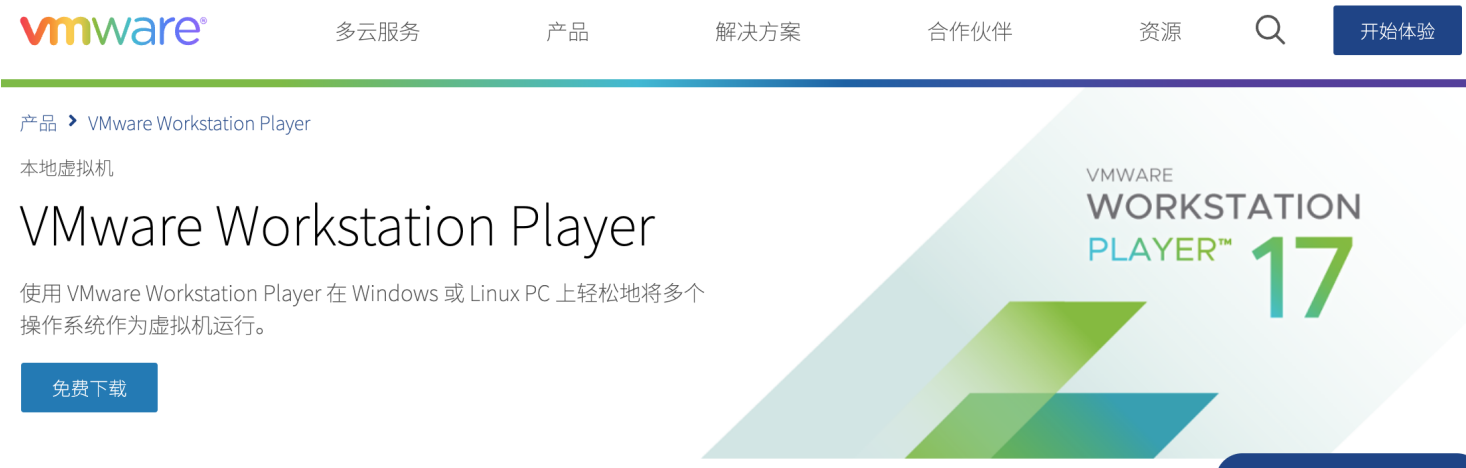 vmware®
多云服务
产品
解决方案
合作伙伴
资源
开始体验
产品 > VMware Workstation Player
本地虚拟机
VMware Workstation Player
使用 VMware Workstation Player 在 Windows 或 Linux PC 上轻松地将多个
操作系统作为虚拟机运行。
免费下载
VMWARE
WORKSTATION
PLAYER™ 17